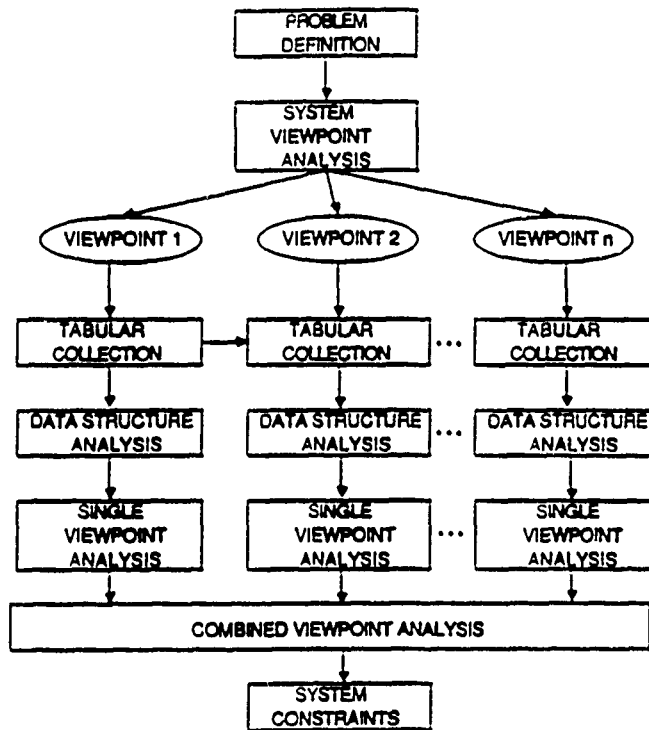 PROBLEM
DEFINITION
SYSTEM
VIEWPOINT
ANALYSIS
VIEWPOINT 1
VIEWPOINT 2
VIEWPOINT n
TABULAR
COLLECTION
TABULAR
COLLECTION
...
TABULAR
COLLECTION
DATA STRUCTURE
ANALYSIS
DATA STRUCTURE
ANALYSIS
...
DATA STRUCTURE
ANALYSIS
SINGLE
VIEWPOINT
ANALYSIS
SINGLE
VIEWPOINT
ANALYSIS
...
SINGLE
VIEWPOINT
ANALYSIS
COMBINED VIEWPOINT ANALYSIS
SYSTEM
CONSTRAINTS